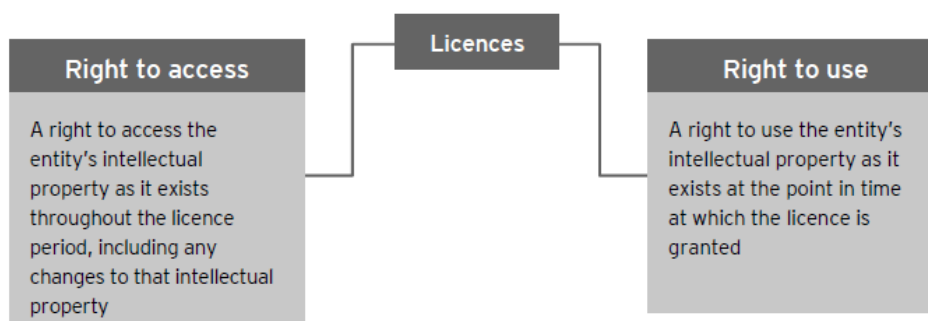 Licences
Right to access
A right to access the
entity's intellectual
property as it exists
throughout the licence
period, including any
changes to that intellectual
property
Right to use
A right to use the entity's
intellectual property as it
exists at the point in time
at which the licence is
granted